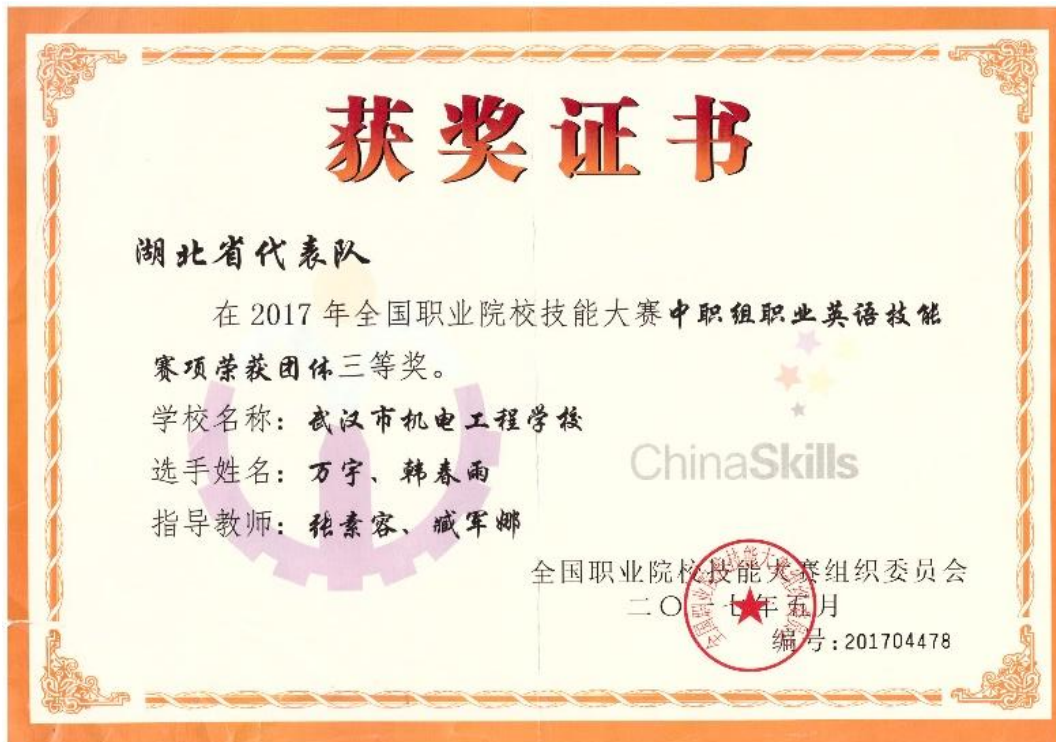 获奖证书
湖北省代表队
在2017年全国职业院校技能大赛中职组职业英语技能
赛项荣获团体三等奖。
学校名称：武汉市机电工程学校
选手姓名：万宇、韩春雨
指导教师：张素容、臧军娜
ChinaSkills
全国职业院校技能大赛组织委员会
二〇一七年五月
编号:201704478